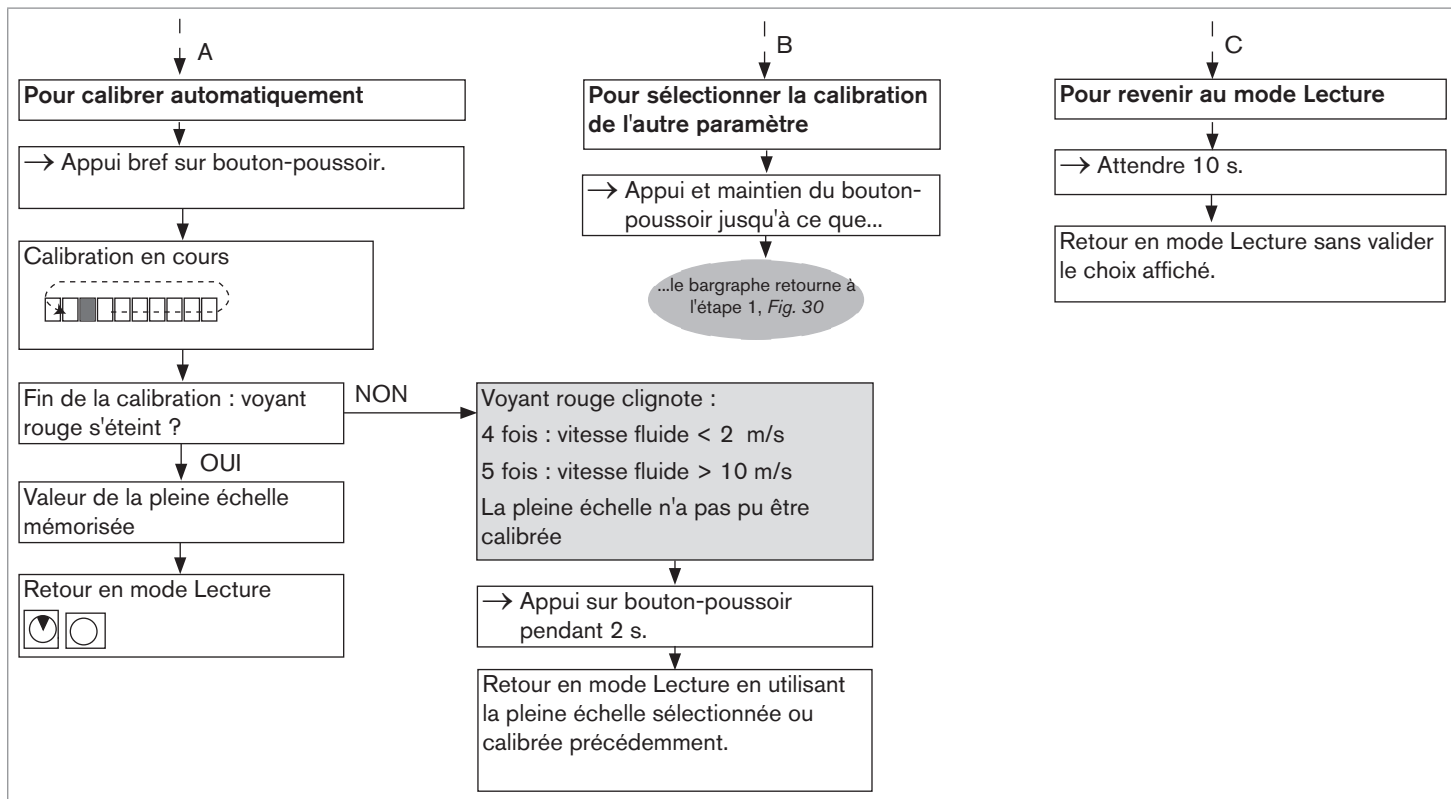 A
Pour calibrer automatiquement
→ Appui bref sur bouton-poussoir.
Calibration en cours
Fin de la calibration : voyant
rouge s'éteint ?
NON
OUI
Valeur de la pleine échelle
mémorisée
Retour en mode Lecture
Voyant rouge clignote :
4 fois : vitesse fluide < 2 m/s
5 fois : vitesse fluide > 10 m/s
La pleine échelle n'a pas pu être
calibrée
→ Appui sur bouton-poussoir
pendant 2 s.
Retour en mode Lecture en utilisant
la pleine échelle sélectionnée ou
calibrée précédemment.
B
Pour sélectionner la calibration
de l'autre paramètre
→ Appui et maintien du bouton-
poussoir jusqu'à ce que...
...le bargraphe retourne à
l'étape 1, Fig. 30
C
Pour revenir au mode Lecture
→ Attendre 10 s.
Retour en mode Lecture sans valider
le choix affiché.